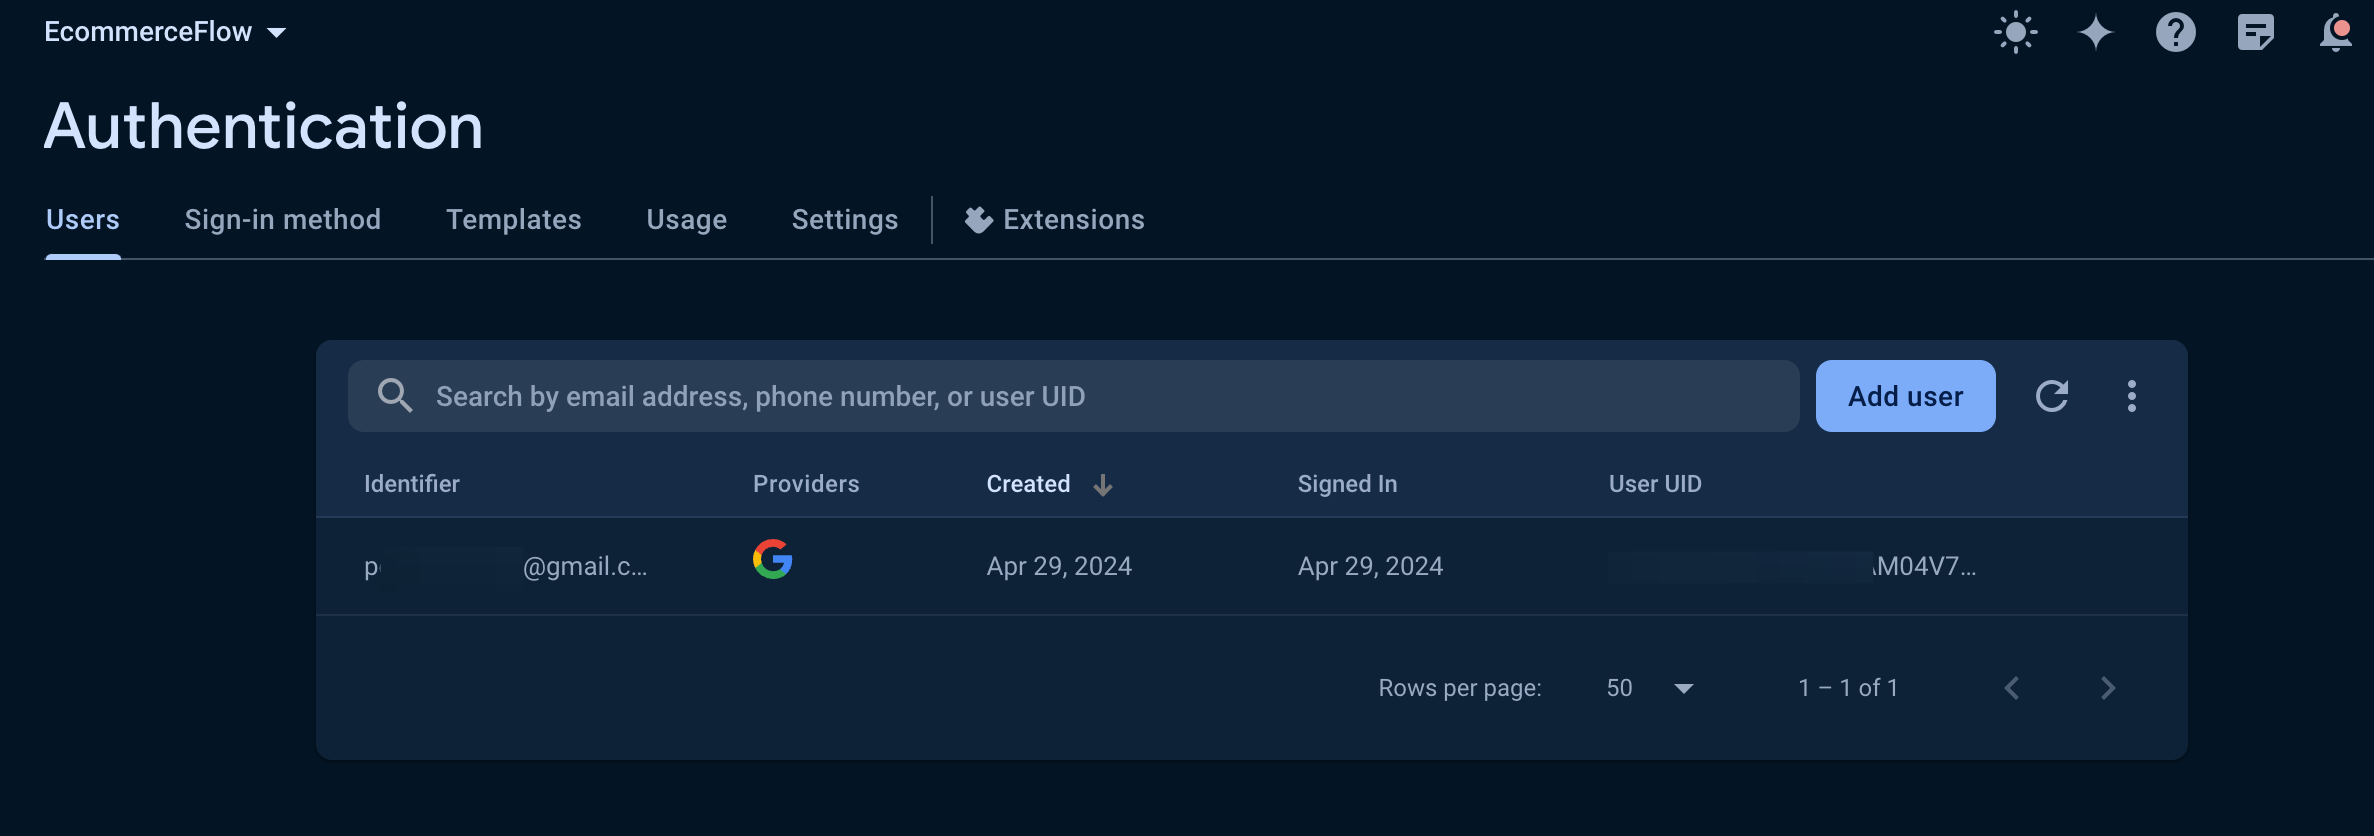 EcommerceFlow
Authentication
Users Sign-in method Templates Usage Settings Extensions
Search by email address, phone number, or user UID Add user
Identifier Providers Created Signed In User UID
@gmail.c... Apr 29, 2024 Apr 29, 2024 M04V7...
Rows per page: 50 1 – 1 of 1